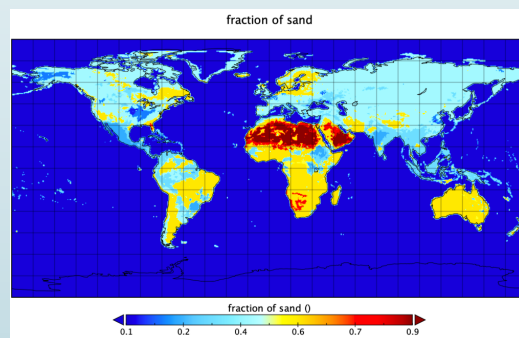 fraction of sand
fraction of sand ()
0.1 0.2 0.4 0.6 0.7 0.9